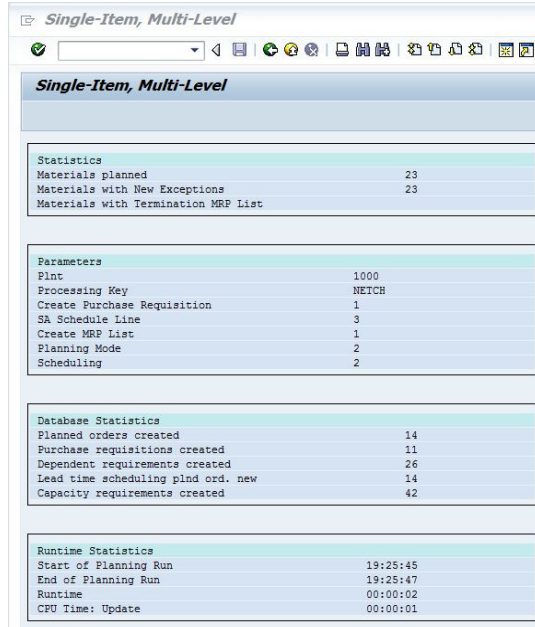 Single-Item, Multi-Level
Single-Item, Multi-Level
Statistics
Materials planned 23
Materials with New Exceptions 23
Materials with Termination MRP List
Parameters
Plnt 1000
Processing Key NETCH
Create Purchase Requisition 1
SA Schedule Line 3
Create MRP List 1
Planning Mode 2
Scheduling 2
Database Statistics
Planned orders created 14
Purchase requisitions created 11
Dependent requirements created 26
Lead time scheduling plnd ord. new 14
Capacity requirements created 42
Runtime Statistics
Start of Planning Run 19:25:45
End of Planning Run 19:25:47
Runtime 00:00:02
CPU Time: Update 00:00:01